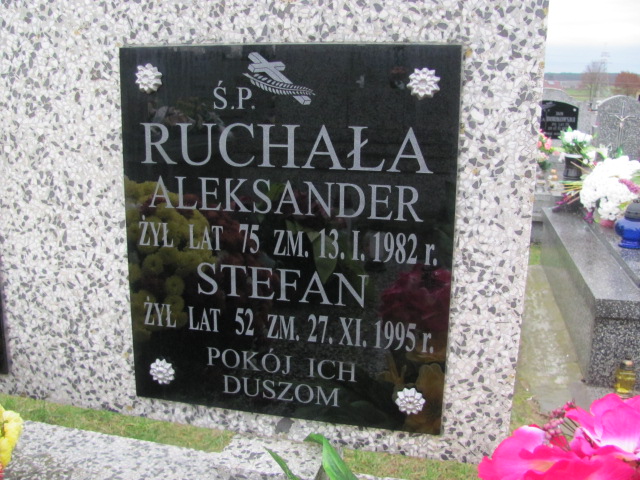 Ś.P.
RUCHAŁA
ALEKSANDER
ŻYŁ LAT 75 ZM. 13. I. 1982 r.
STEFAN
ŻYŁ LAT 52 ZM. 27. XI. 1995 r.
POKÓJ ICH
DUSZOM